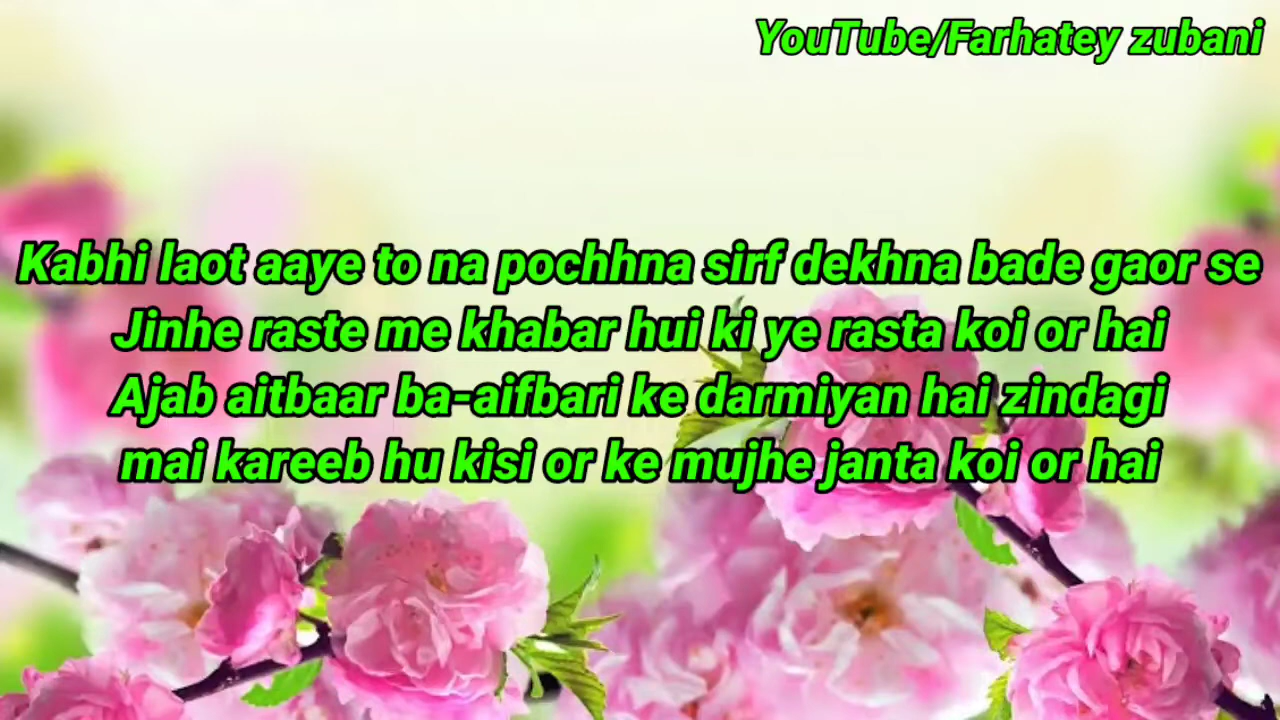 YouTube/Farhatey zubani
Kabhi laot aaye to na pochhna sirf dekhna bade gaor se
Jinhe raste me khabar hui ki ye rasta koi or hai
Ajab aitbaar ba-aifbari ke darmiyan hai zindagi
mai kareeb hu kisi or ke mujhe janta koi or hai